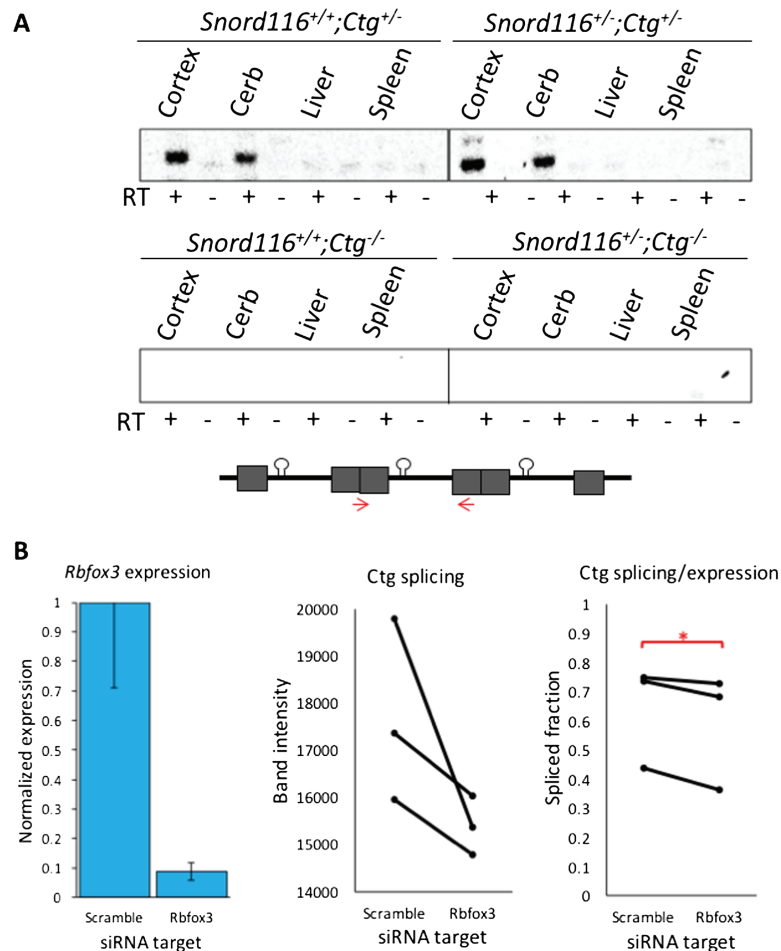 A
Snord116+/+;Ctg+/- Snord116+/-;Ctg+/-
Cortex Cerb Liver Spleen Cortex Cerb Liver Spleen
RT + - + - + - + - + - + - + - + -
Snord116+/+;Ctg-/- Snord116+/-;Ctg-/-
Cortex Cerb Liver Spleen Cortex Cerb Liver Spleen
RT + - + - + - + - + - + - + - + -
B
Rbfox3 expression
Normalized expression
1
0.9
0.8
0.7
0.6
0.5
0.4
0.3
0.2
0.1
0
Scramble Rbfox3
siRNA target
Ctg splicing
Band intensity
20000
19000
18000
17000
16000
15000
14000
Scramble Rbfox3
siRNA target
Ctg splicing/expression
Spliced fraction
1
0.9
0.8
0.7
0.6
0.5
0.4
0.3
0.2
0.1
0
*
Scramble Rbfox3
siRNA target